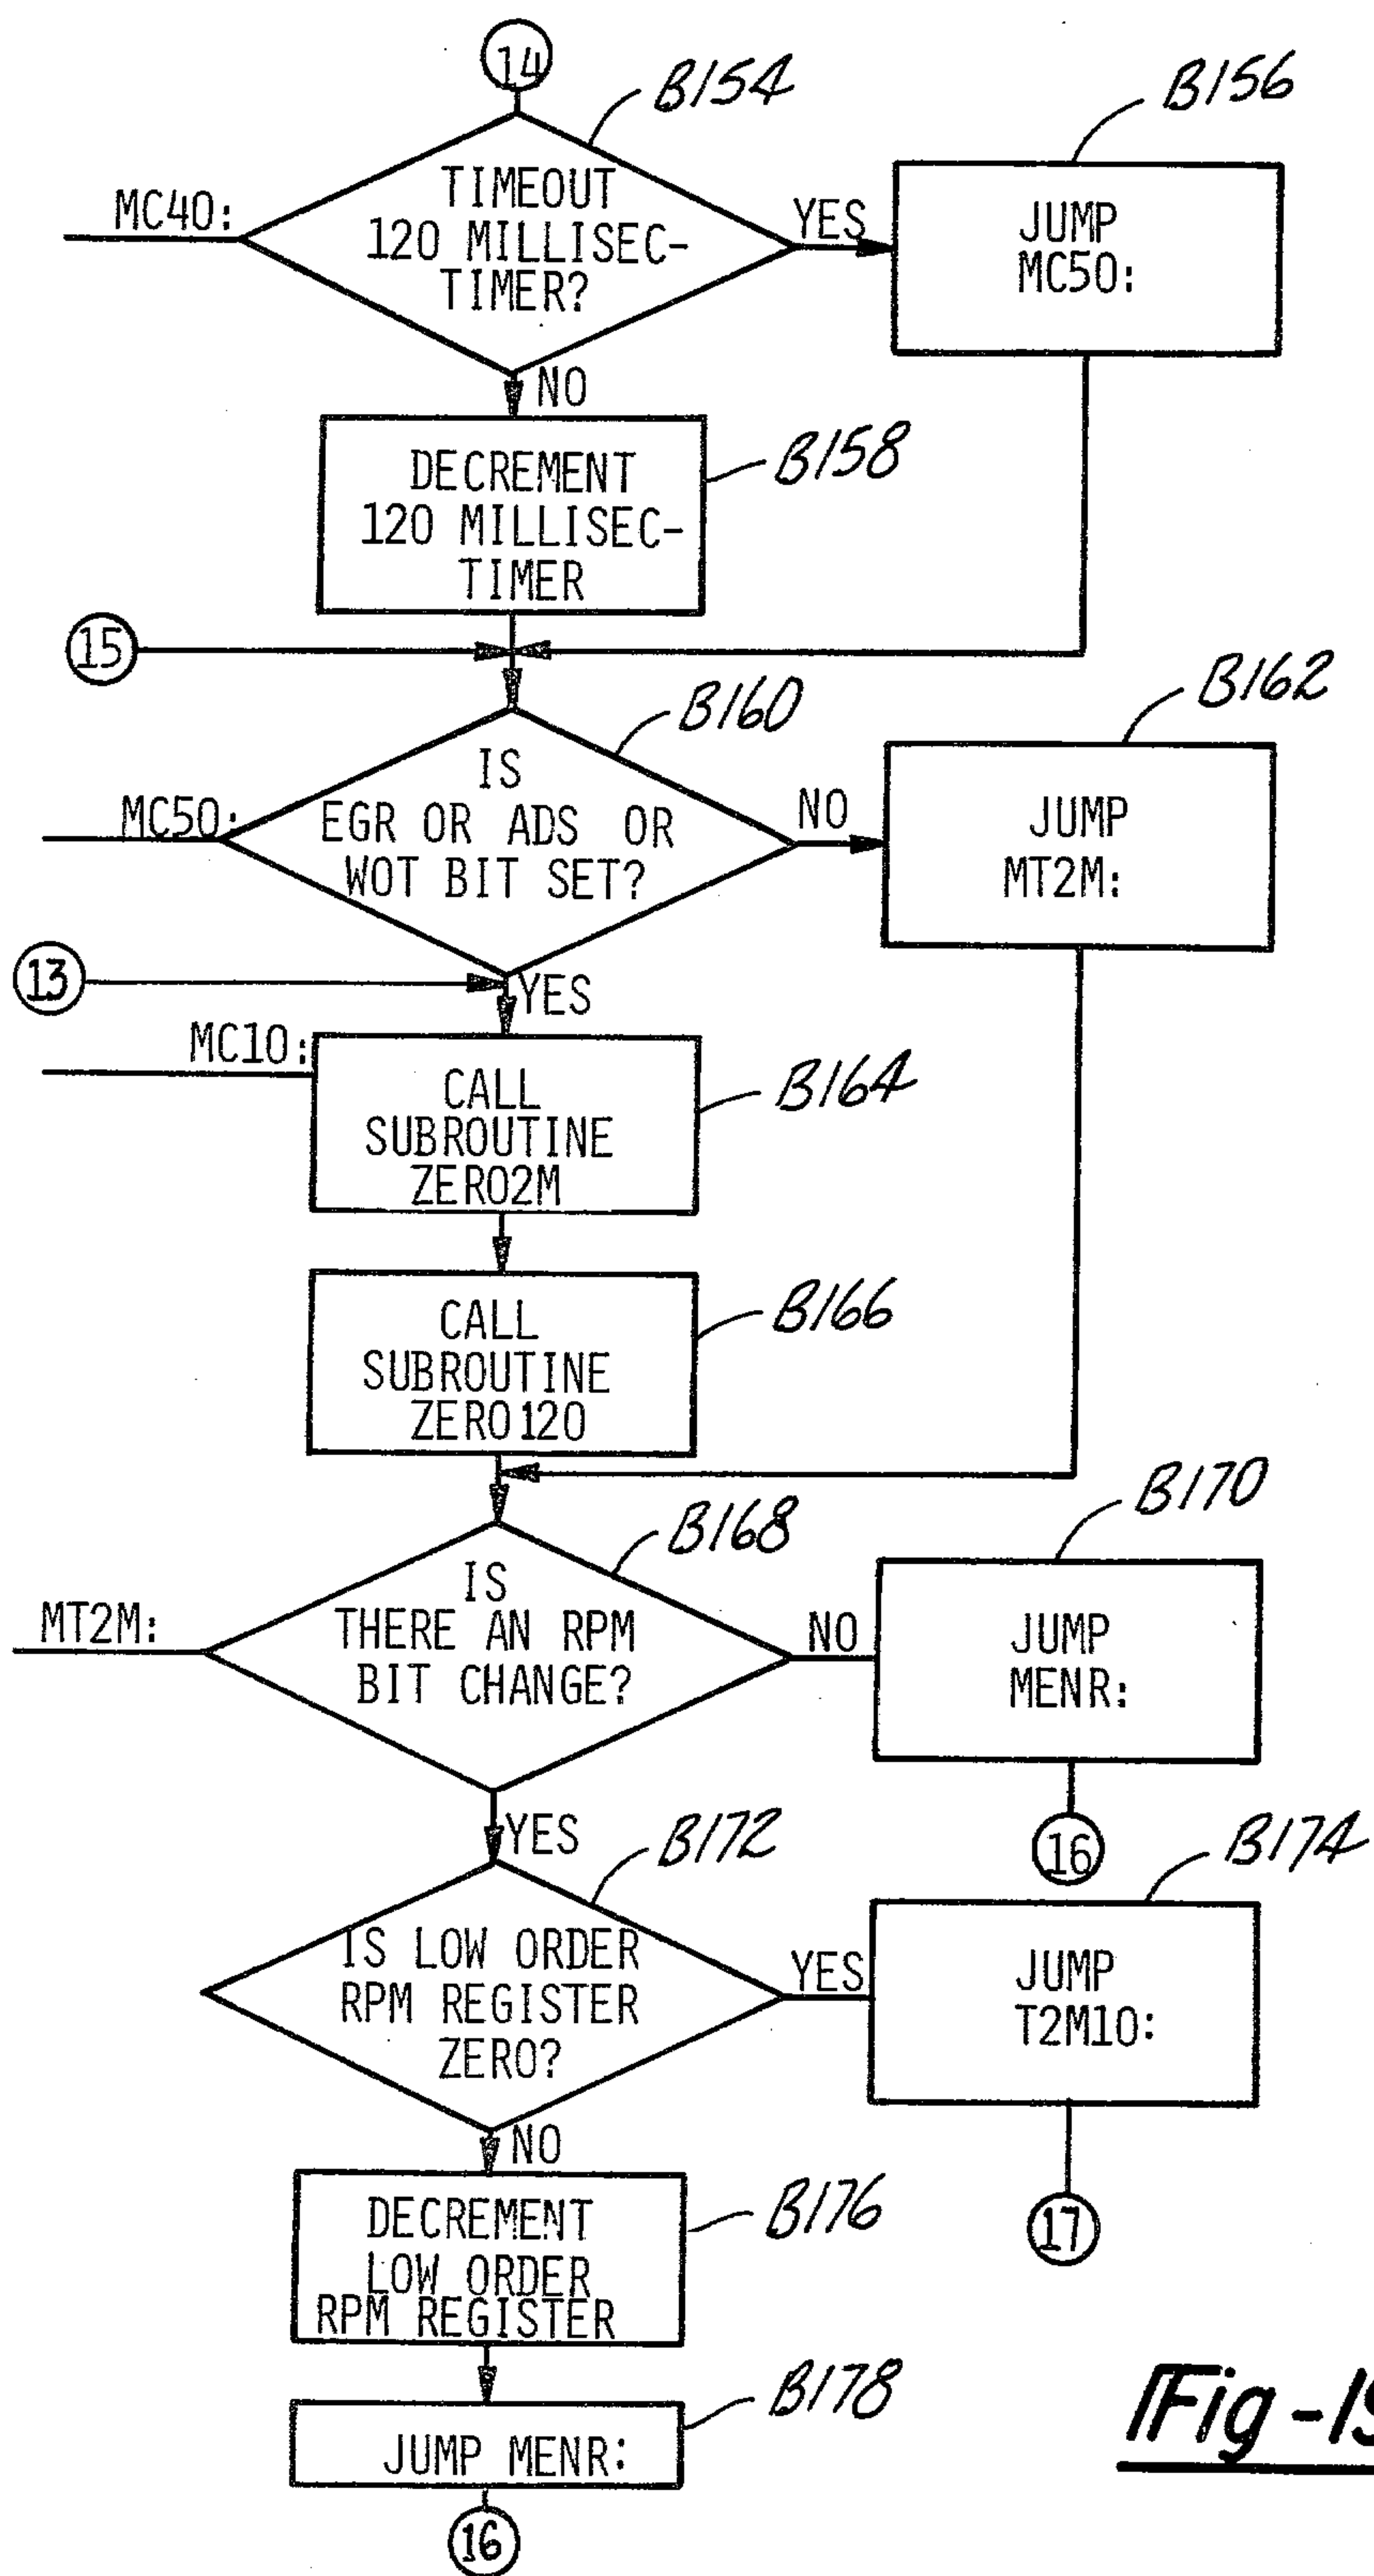 14
B154
B156
MC40:
TIMEOUT
120 MILLISEC-
TIMER?
YES
JUMP
MC50:
NO
DECREMENT
120 MILLISEC-
TIMER
B158
15
B160
B162
MC50:
IS
EGR OR ADS OR
WOT BIT SET?
NO
JUMP
MT2M:
13
YES
MC10:
CALL
SUBROUTINE
ZERO2M
B164
CALL
SUBROUTINE
ZERO120
B166
B168
B170
MT2M:
IS
THERE AN RPM
BIT CHANGE?
NO
JUMP
MENR:
YES
16
B172
B174
IS LOW ORDER
RPM REGISTER
ZERO?
YES
JUMP
T2M10:
NO
17
DECREMENT
LOW ORDER
RPM REGISTER
B176
JUMP MENR:
B178
16
Fig-19